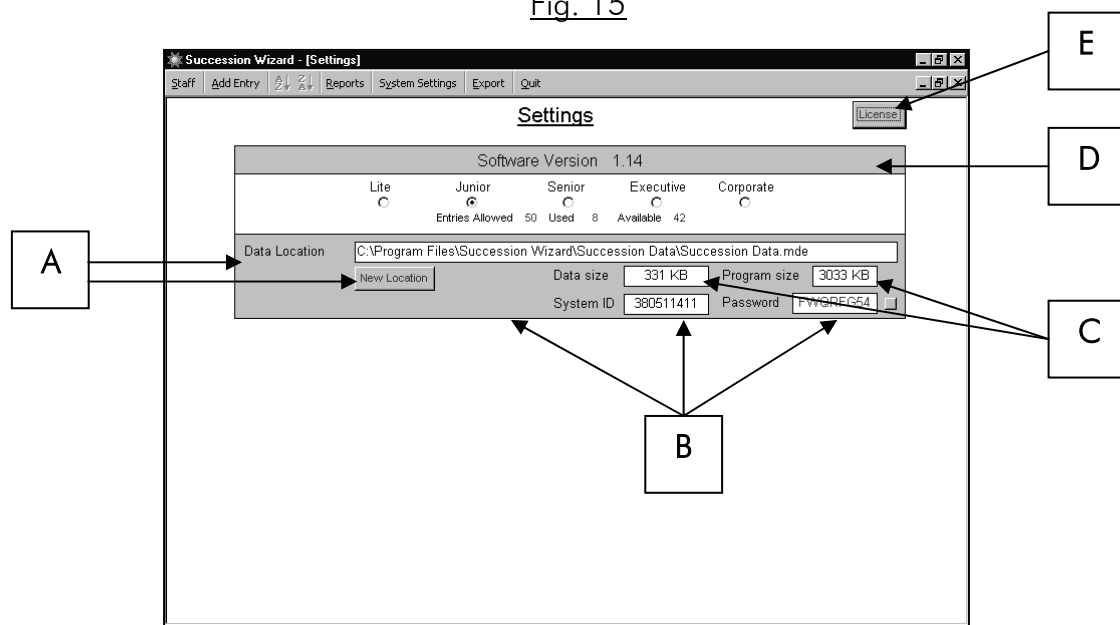 Fig. 15
E
Succession Wizard - [Settings]
Staff Add Entry Reports System Settings Export Quit
Settings
License
D
Software Version 1.14
Lite Junior Senior Executive Corporate
Entries Allowed 50 Used 8 Available 42
A
Data Location C:\Program Files\Succession Wizard\Succession Data\Succession Data.mde
New Location Data size 331 KB Program size 3033 KB
System ID 380511411 Password
C
B